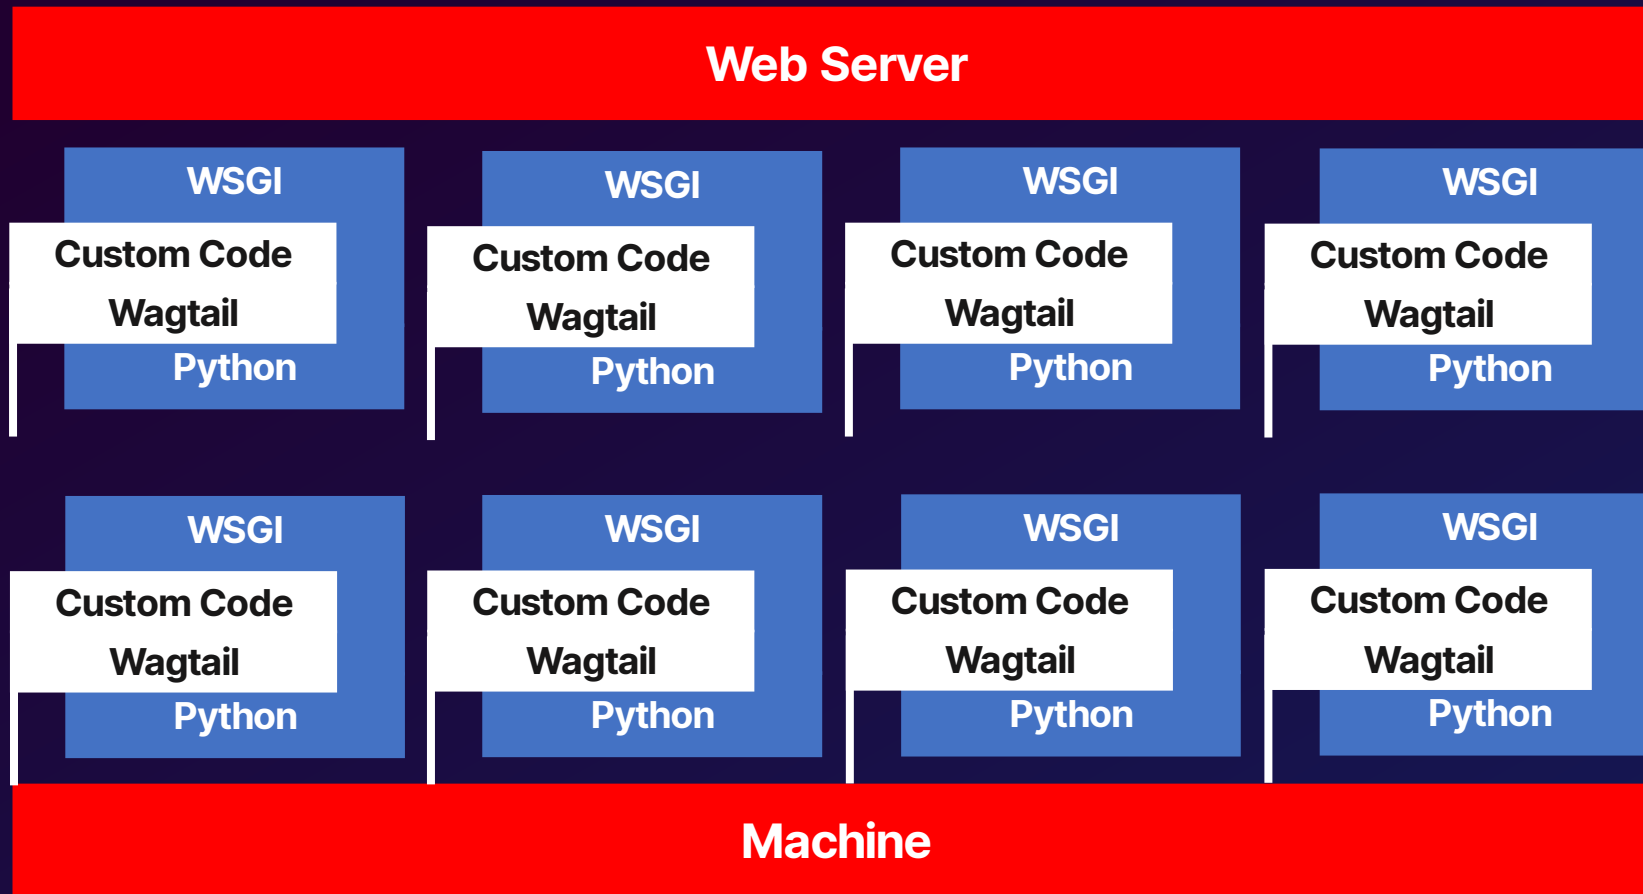 Web Server
WSGI
Custom Code
Wagtail
Python
WSGI
Custom Code
Wagtail
Python
WSGI
Custom Code
Wagtail
Python
WSGI
Custom Code
Wagtail
Python
WSGI
Custom Code
Wagtail
Python
WSGI
Custom Code
Wagtail
Python
WSGI
Custom Code
Wagtail
Python
WSGI
Custom Code
Wagtail
Python
Machine